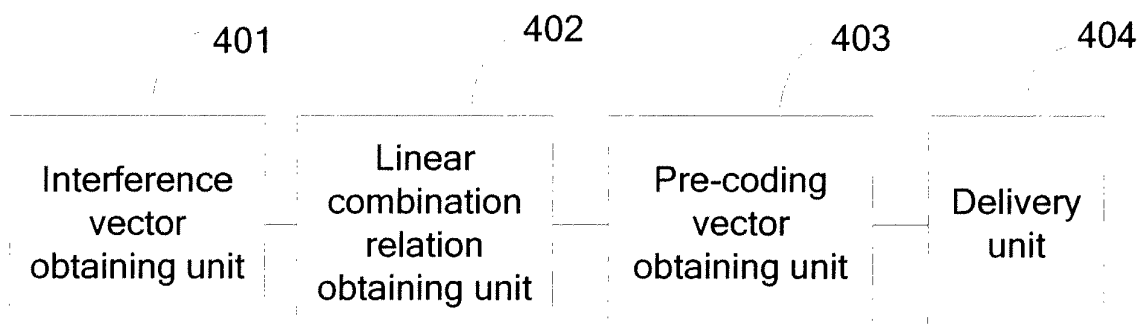 401
402
403
404
Interference
vector
obtaining unit
Linear
combination
relation
obtaining unit
Pre-coding
vector
obtaining unit
Delivery
unit